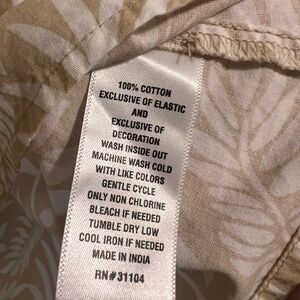 100% COTTON
EXCLUSIVE OF ELASTIC
AND
EXCLUSIVE OF
DECORATION
WASH INSIDE OUT
MACHINE WASH COLD
WITH LIKE COLORS
GENTLE CYCLE
ONLY NON CHLORINE
BLEACH IF NEEDED
TUMBLE DRY LOW
COOL IRON IF NEEDED
MADE IN INDIA
RN#31104